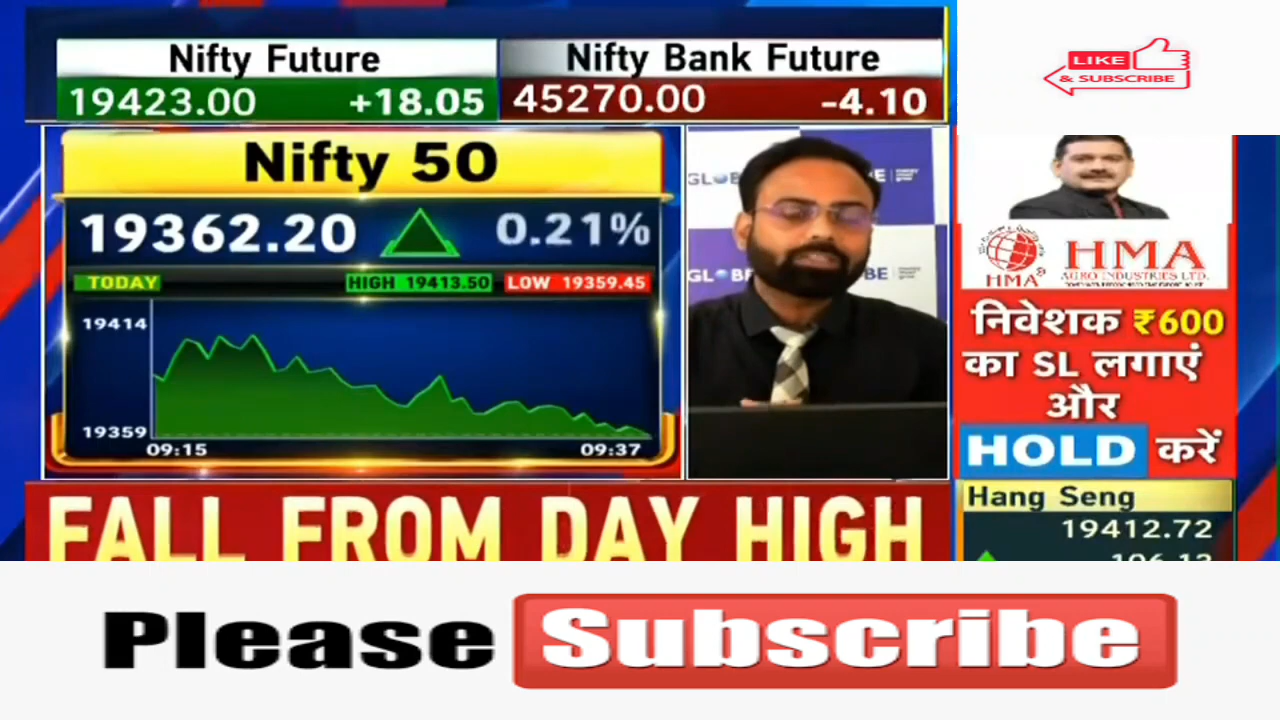 Nifty Future
19423.00 +18.05
Nifty Bank Future
45270.00 -4.10
LIKE
& SUBSCRIBE
Nifty 50
19362.20 0.21%
TODAY HIGH 19413.50 LOW 19359.45
19414
19359
09:15 09:37
HMA
HMA
AGRO INDUSTRIES LTD.
निवेशक ₹600
का SL लगाएं
और
HOLD करें
Hang Seng
19412.72
106.13
FALL FROM DAY HIGH
Please Subscribe